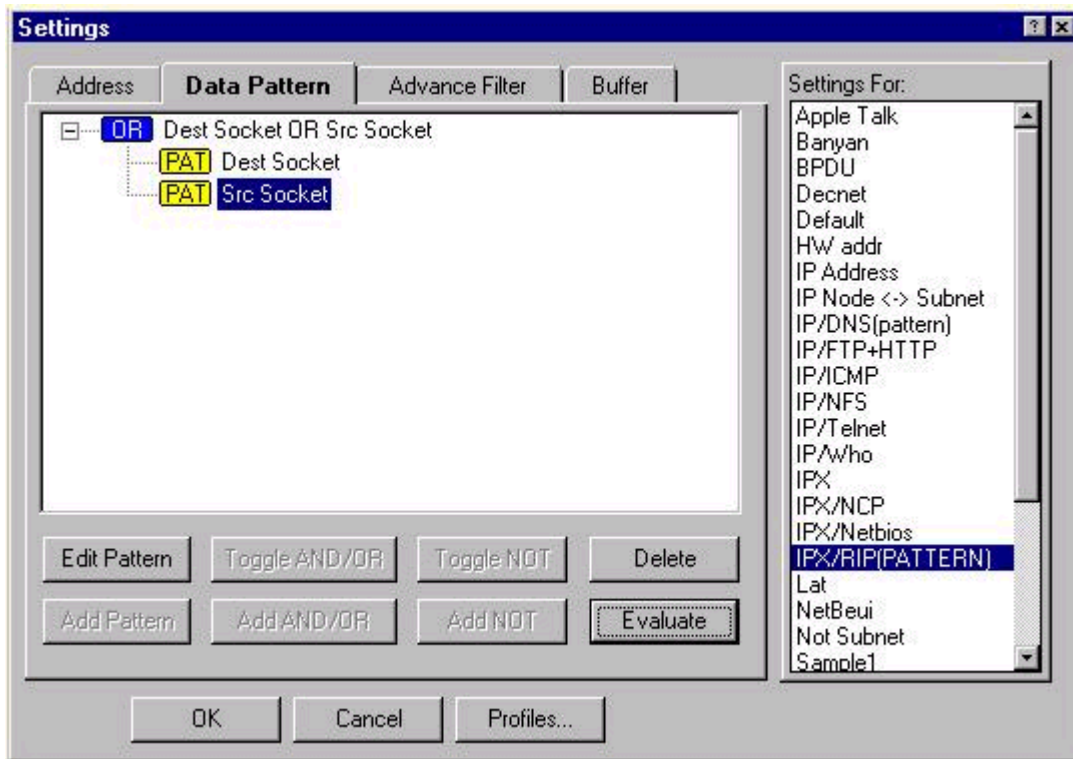 Settings
Address Data Pattern Advance Filter Buffer
OR Dest Socket OR Src Socket
PAT Dest Socket
PAT Src Socket
Edit Pattern Toggle AND/OR Toggle NOT Delete
Add Pattern Add AND/OR Add NOT Evaluate
OK Cancel Profiles...
Settings For:
Apple Talk
Banyan
BPDU
Decnet
Default
HW addr
IP Address
IP Node <-> Subnet
IP/DNS(pattern)
IP/FTP+HTTP
IP/ICMP
IP/NFS
IP/Telnet
IP/Who
IPX
IPX/NCP
IPX/Netbios
IPX/RIP(PATTERN)
Lat
NetBeui
Not Subnet
Sample1